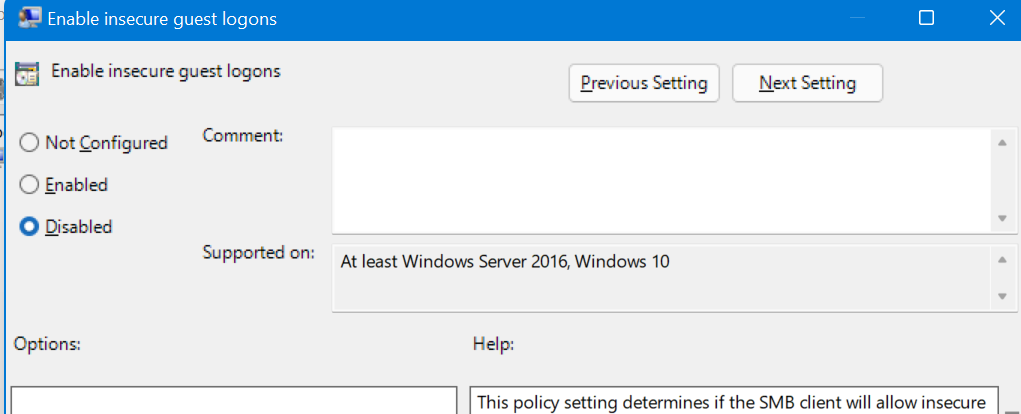 Enable insecure guest logons
Enable insecure guest logons
Previous Setting
Next Setting
Not Configured
Comment:
Enabled
Disabled
Supported on:
At least Windows Server 2016, Windows 10
Options:
Help:
This policy setting determines if the SMB client will allow insecure